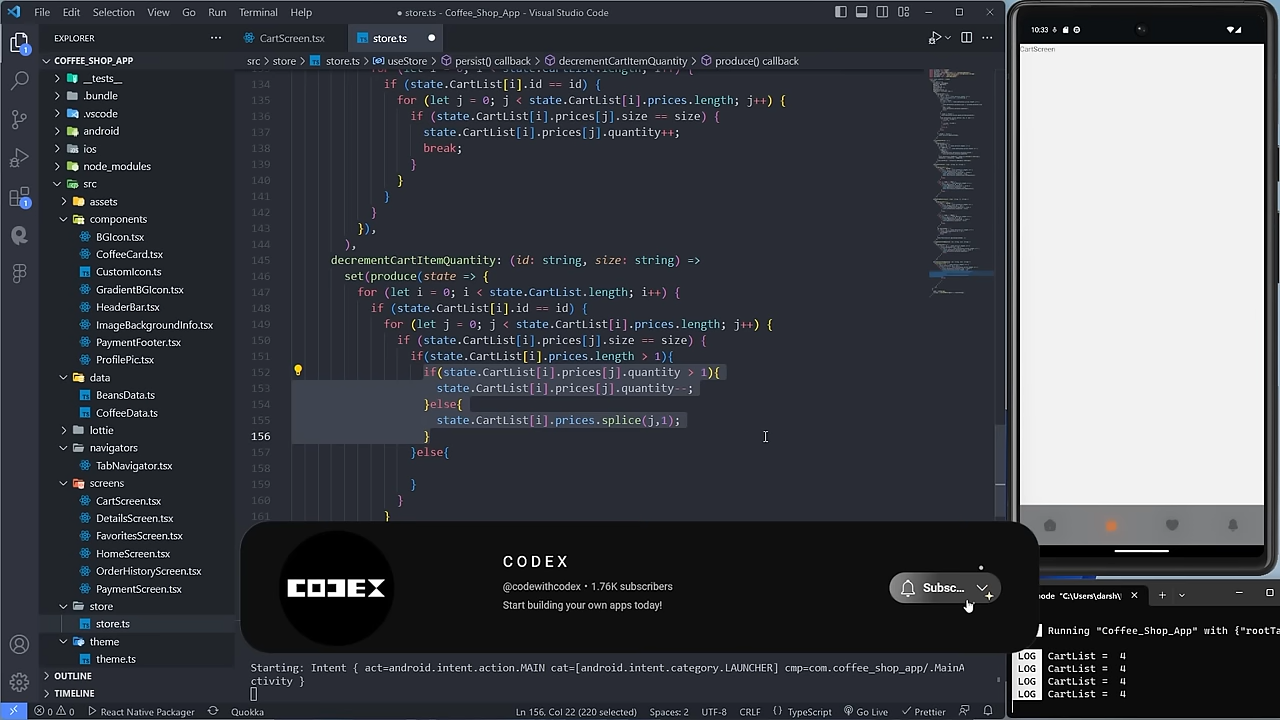 File Edit Selection View Go Run Terminal Help
● store.ts - Coffee_Shop_App - Visual Studio Code
EXPLORER
CartScreen.tsx
store.ts
COFFEE_SHOP_APP
src > store >
persist() callback > decrementCartItemQuantity > produce() callback
__tests__
.bundle
.vscode
ios
src
components
BGIcon.tsx
CoffeeCard.tsx
CustomIcon.ts
GradientBGIcon.tsx
HeaderBar.tsx
ImageBackgroundInfo.tsx
PaymentFooter.tsx
ProfilePic.tsx
data
BeansData.ts
CoffeeData.ts
lottie
navigators
TabNavigator.tsx
screens
CartScreen.tsx
DetailsScreen.tsx
FavoritesScreen.tsx
HomeScreen.tsx
OrderHistoryScreen.tsx
PaymentScreen.tsx
store
store.ts
theme
theme.ts
OUTLINE
TIMELINE
134 if (state.CartList[i].id == id) {
135 for (let j = 0; j < state.CartList[i].prices.length; j++) {
136 if (state.CartList[i].prices[j].size == size) {
137 state.CartList[i].prices[j].quantity++;
138 break;
}
140 }
141 }
142 }
143 }),
144 ),
decrementCartItemQuantity: (id: string, size: string) =>
146 set(produce(state => {
147 for (let i = 0; i < state.CartList.length; i++) {
148 if (state.CartList[i].id == id) {
149 for (let j = 0; j < state.CartList[i].prices.length; j++) {
150 if (state.CartList[i].prices[j].size == size) {
151 if(state.CartList[i].prices.length > 1){
152 if(state.CartList[i].prices[j].quantity > 1){
153 state.CartList[i].prices[j].quantity--;
154 }else{
155 state.CartList[i].prices.splice(j,1);
156 }
157 }else{
158
159 }
160 }
161 }
CODEX
CODEX
@codewithcodex • 1.76K subscribers
Start building your own apps today!
Subsc...
Starting: Intent { act=android.intent.action.MAIN cat=[android.intent.category.LAUNCHER] cmp=com.coffee_shop_app/.MainA
ctivity }
0 0 React Native Packager Quokka Ln 156, Col 22 (220 selected) Spaces: 2 UTF-8 CRLF {} TypeScript Go Live Prettier
10:33
CartScreen
"C:\Users\darsh\
Running "Coffee_Shop_App" with {"rootTa
LOG CartList = 4
LOG CartList = 4
LOG CartList = 4
LOG CartList = 4